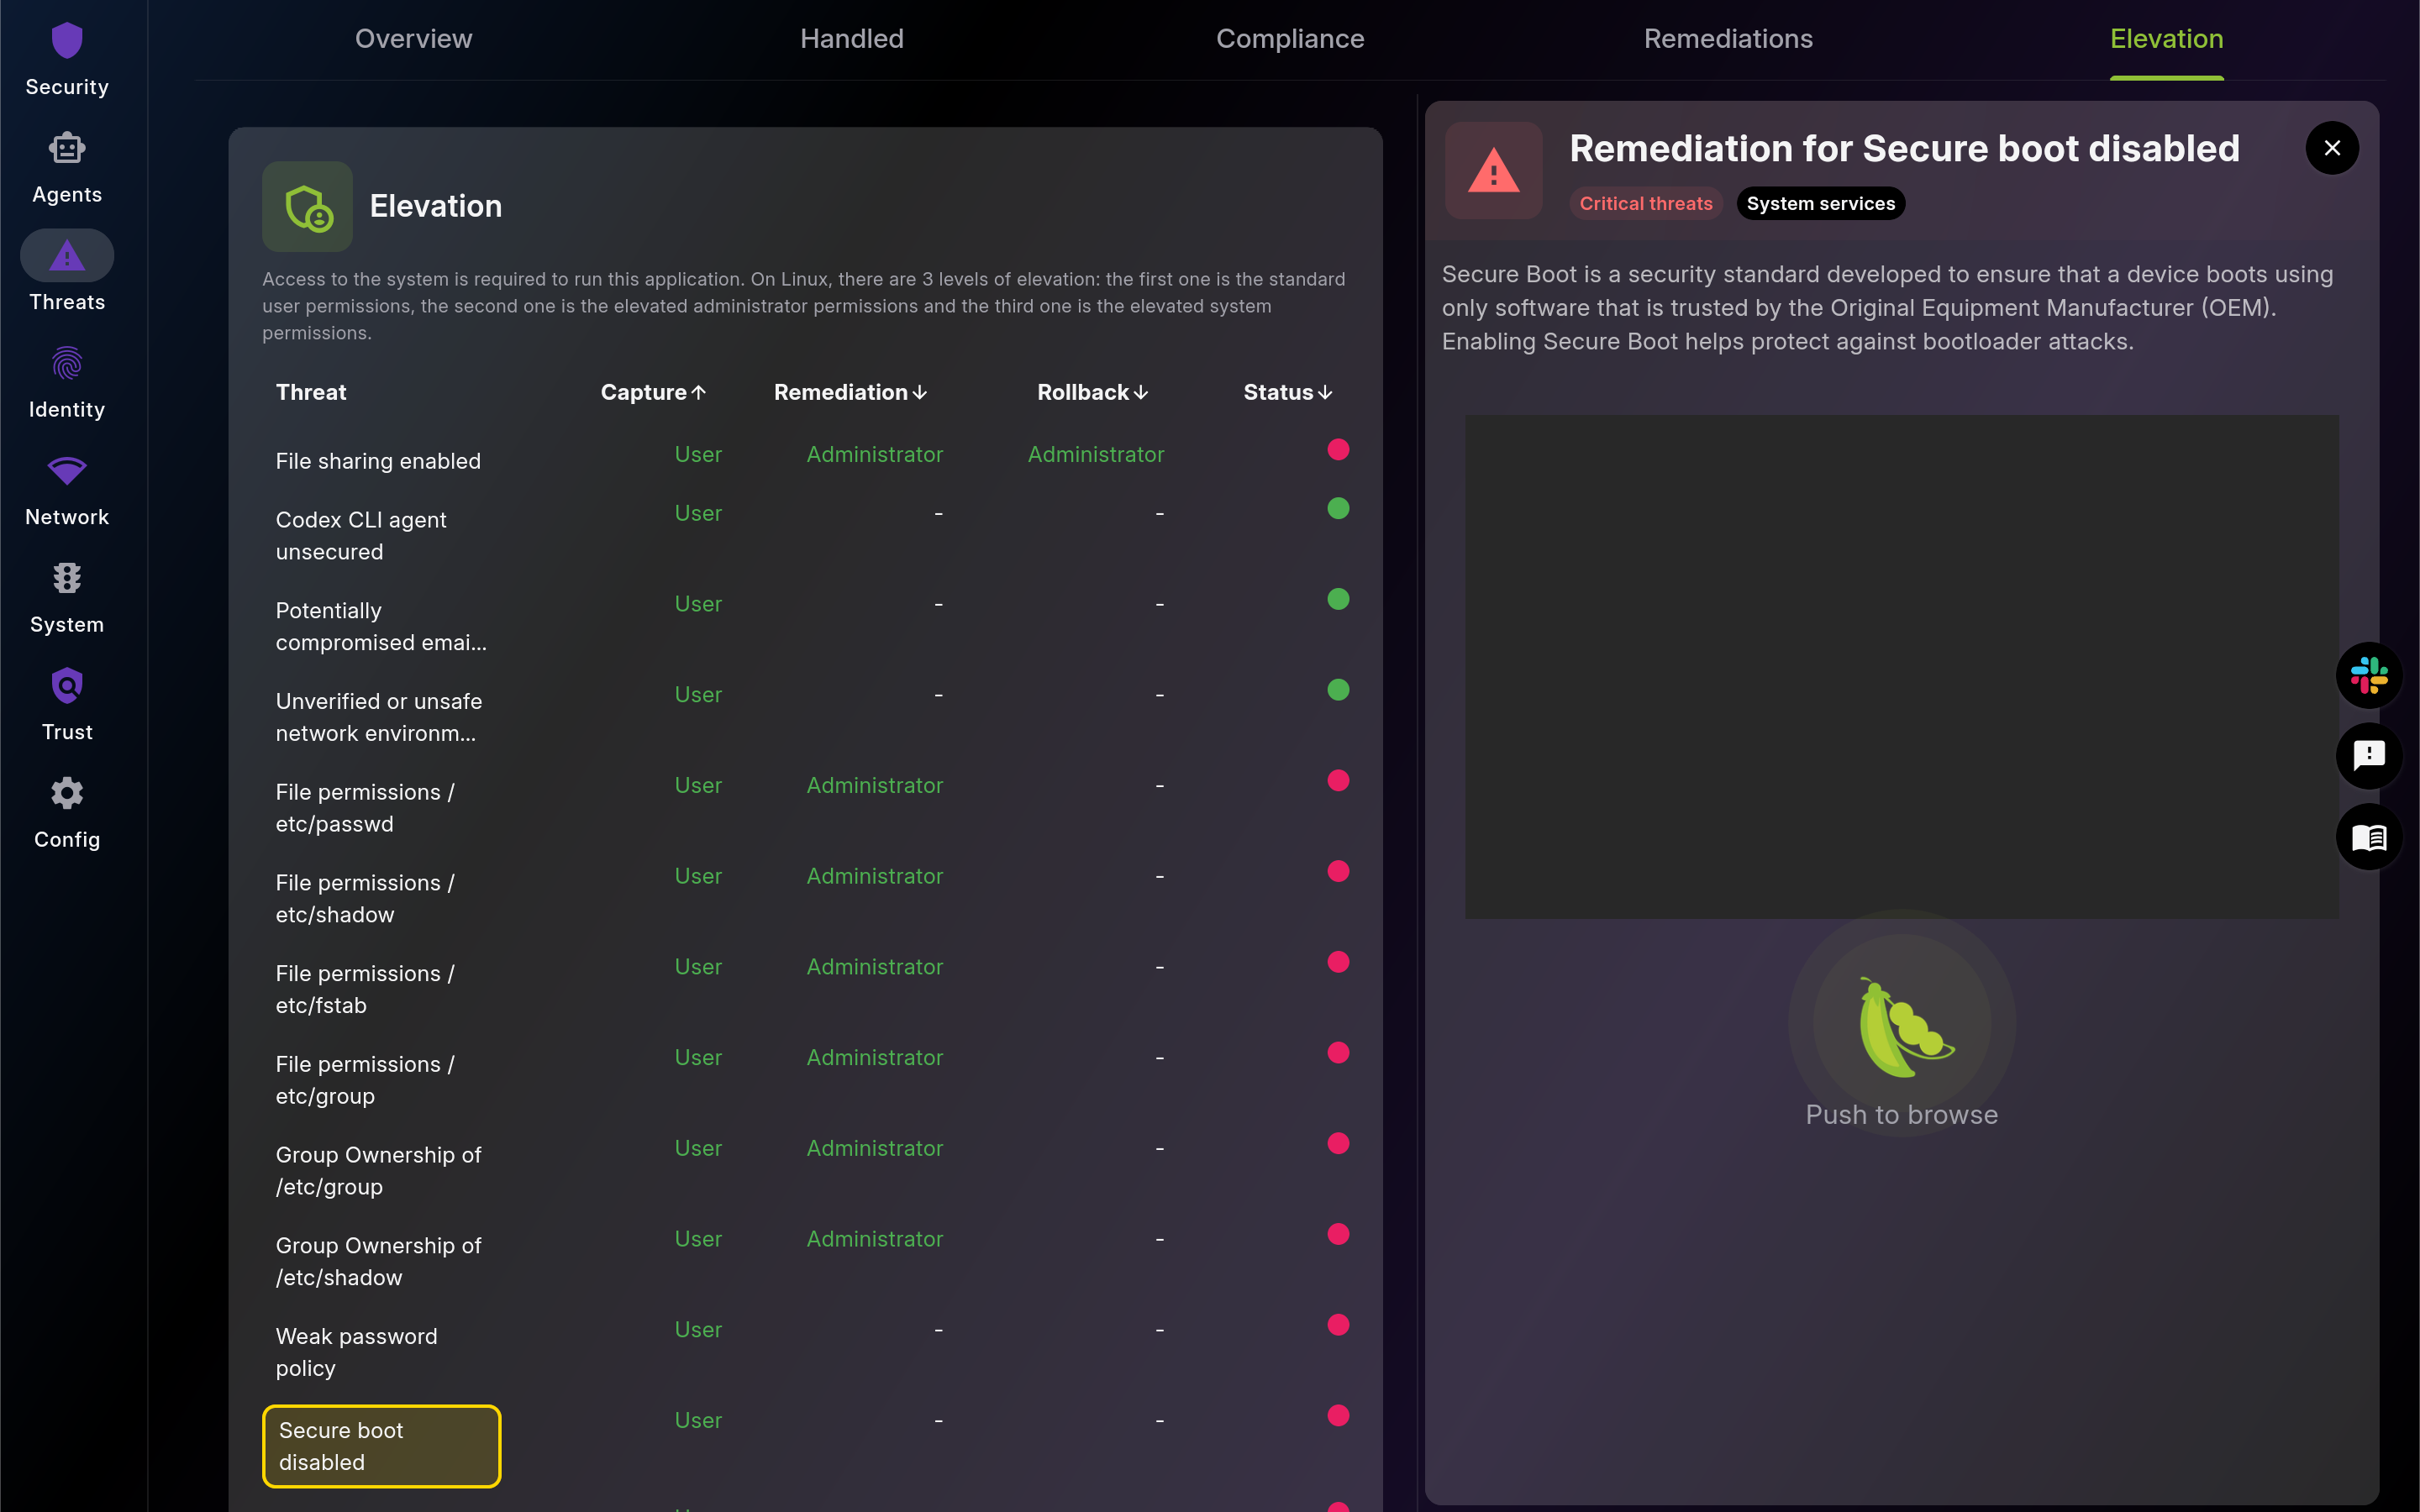 Security
Agents
Threats
Identity
Network
System
Trust
Config
Overview
Handled
Compliance
Remediations
Elevation
Elevation
Access to the system is required to run this application. On Linux, there are 3 levels of elevation: the first one is the standard
user permissions, the second one is the elevated administrator permissions and the third one is the elevated system
permissions.
Threat Capture Remediation Rollback Status
File sharing enabled User Administrator Administrator
Codex CLI agent User - -
unsecured
Potentially User - -
compromised emai...
Unverified or unsafe User - -
network environm...
File permissions / User Administrator -
etc/passwd
File permissions / User Administrator -
etc/shadow
File permissions / User Administrator -
etc/fstab
File permissions / User Administrator -
etc/group
Group Ownership of User Administrator -
/etc/group
Group Ownership of User Administrator -
/etc/shadow
Weak password User - -
policy
Secure boot User - -
disabled
Remediation for Secure boot disabled
Critical threats System services
Secure Boot is a security standard developed to ensure that a device boots using
only software that is trusted by the Original Equipment Manufacturer (OEM).
Enabling Secure Boot helps protect against bootloader attacks.
Push to browse